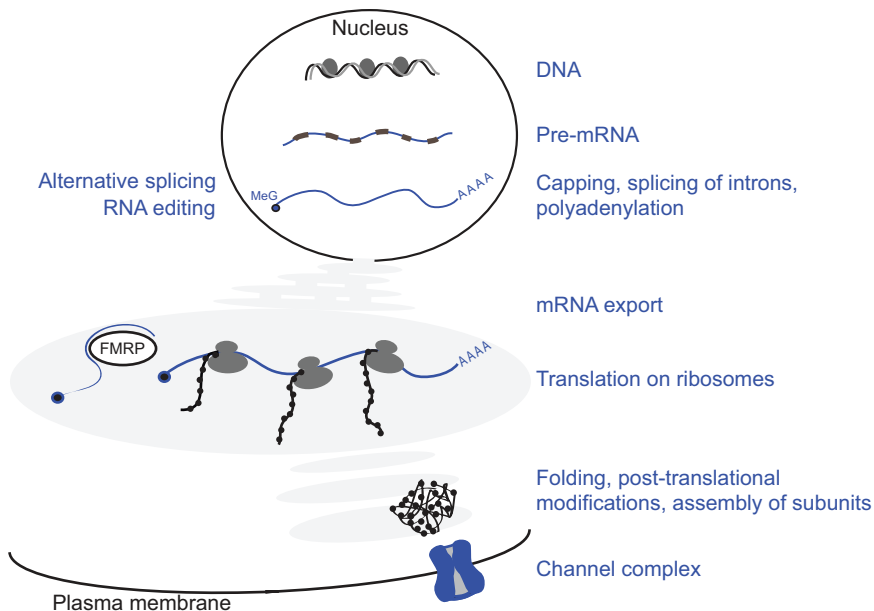 Nucleus
DNA
Pre-mRNA
Alternative splicing
RNA editing
MeG
AAAA
Capping, splicing of introns,
polyadenylation
mRNA export
FMRP
AAAA
Translation on ribosomes
Folding, post-translational
modifications, assembly of subunits
Channel complex
Plasma membrane